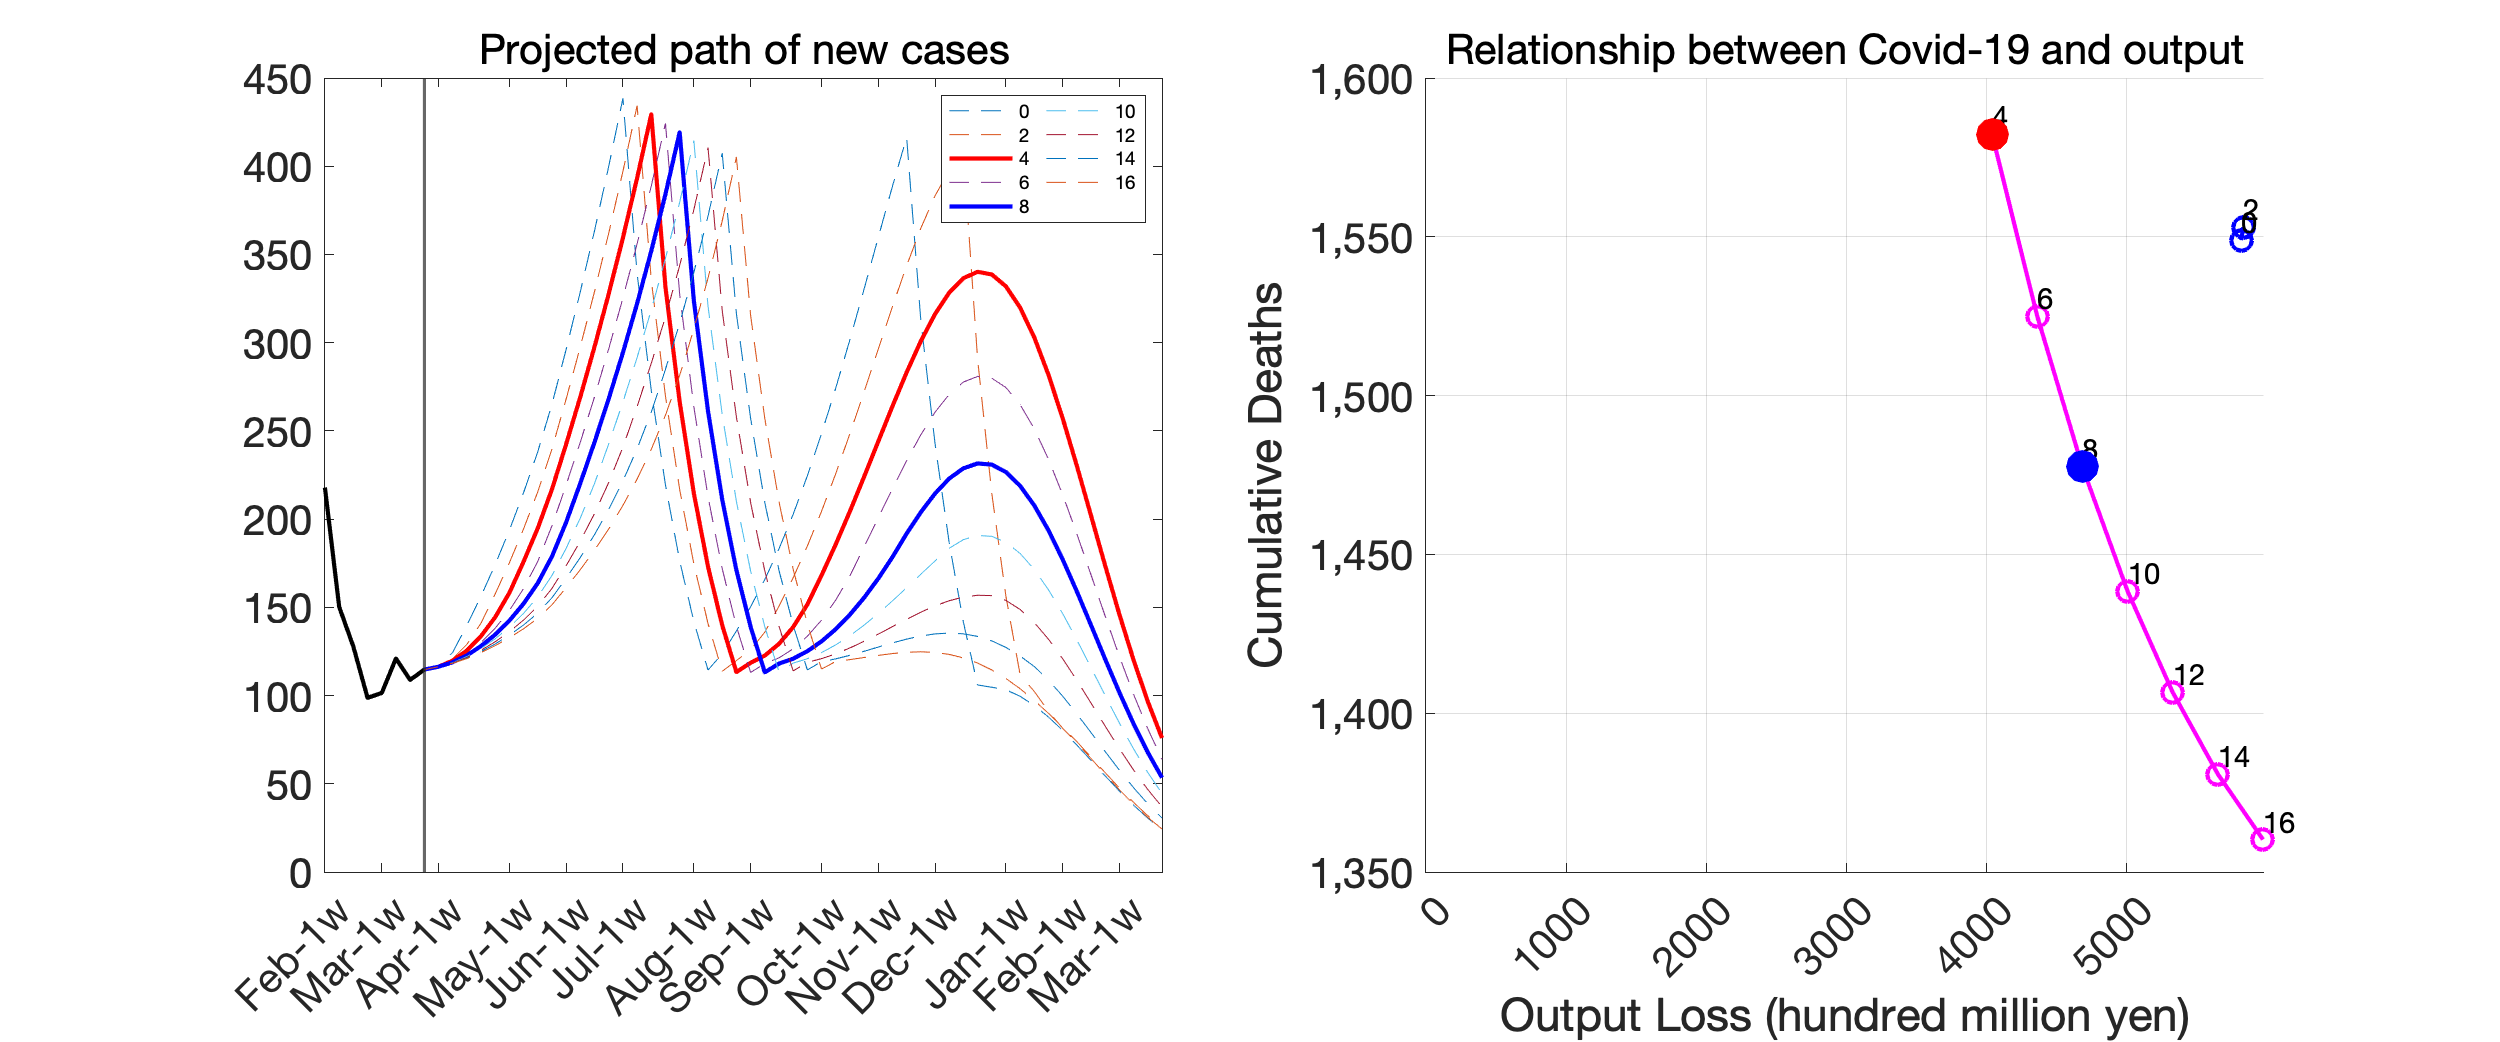 Projected path of new cases
450
400
350
300
250
200
150
100
50
0
0 10
2 12
4 14
6 16
8
Feb-1w
Mar-1w
Apr-1w
May-1w
Jun-1w
Jul-1w
Aug-1w
Sep-1w
Oct-1w
Nov-1w
Dec-1w
Jan-1w
Feb-1w
Mar-1w
Relationship between Covid-19 and output
Cumulative Deaths
1,600
1,550
1,500
1,450
1,400
1,350
4
2
0
6
8
10
12
14
16
0
1000
2000
3000
4000
5000
Output Loss (hundred million yen)